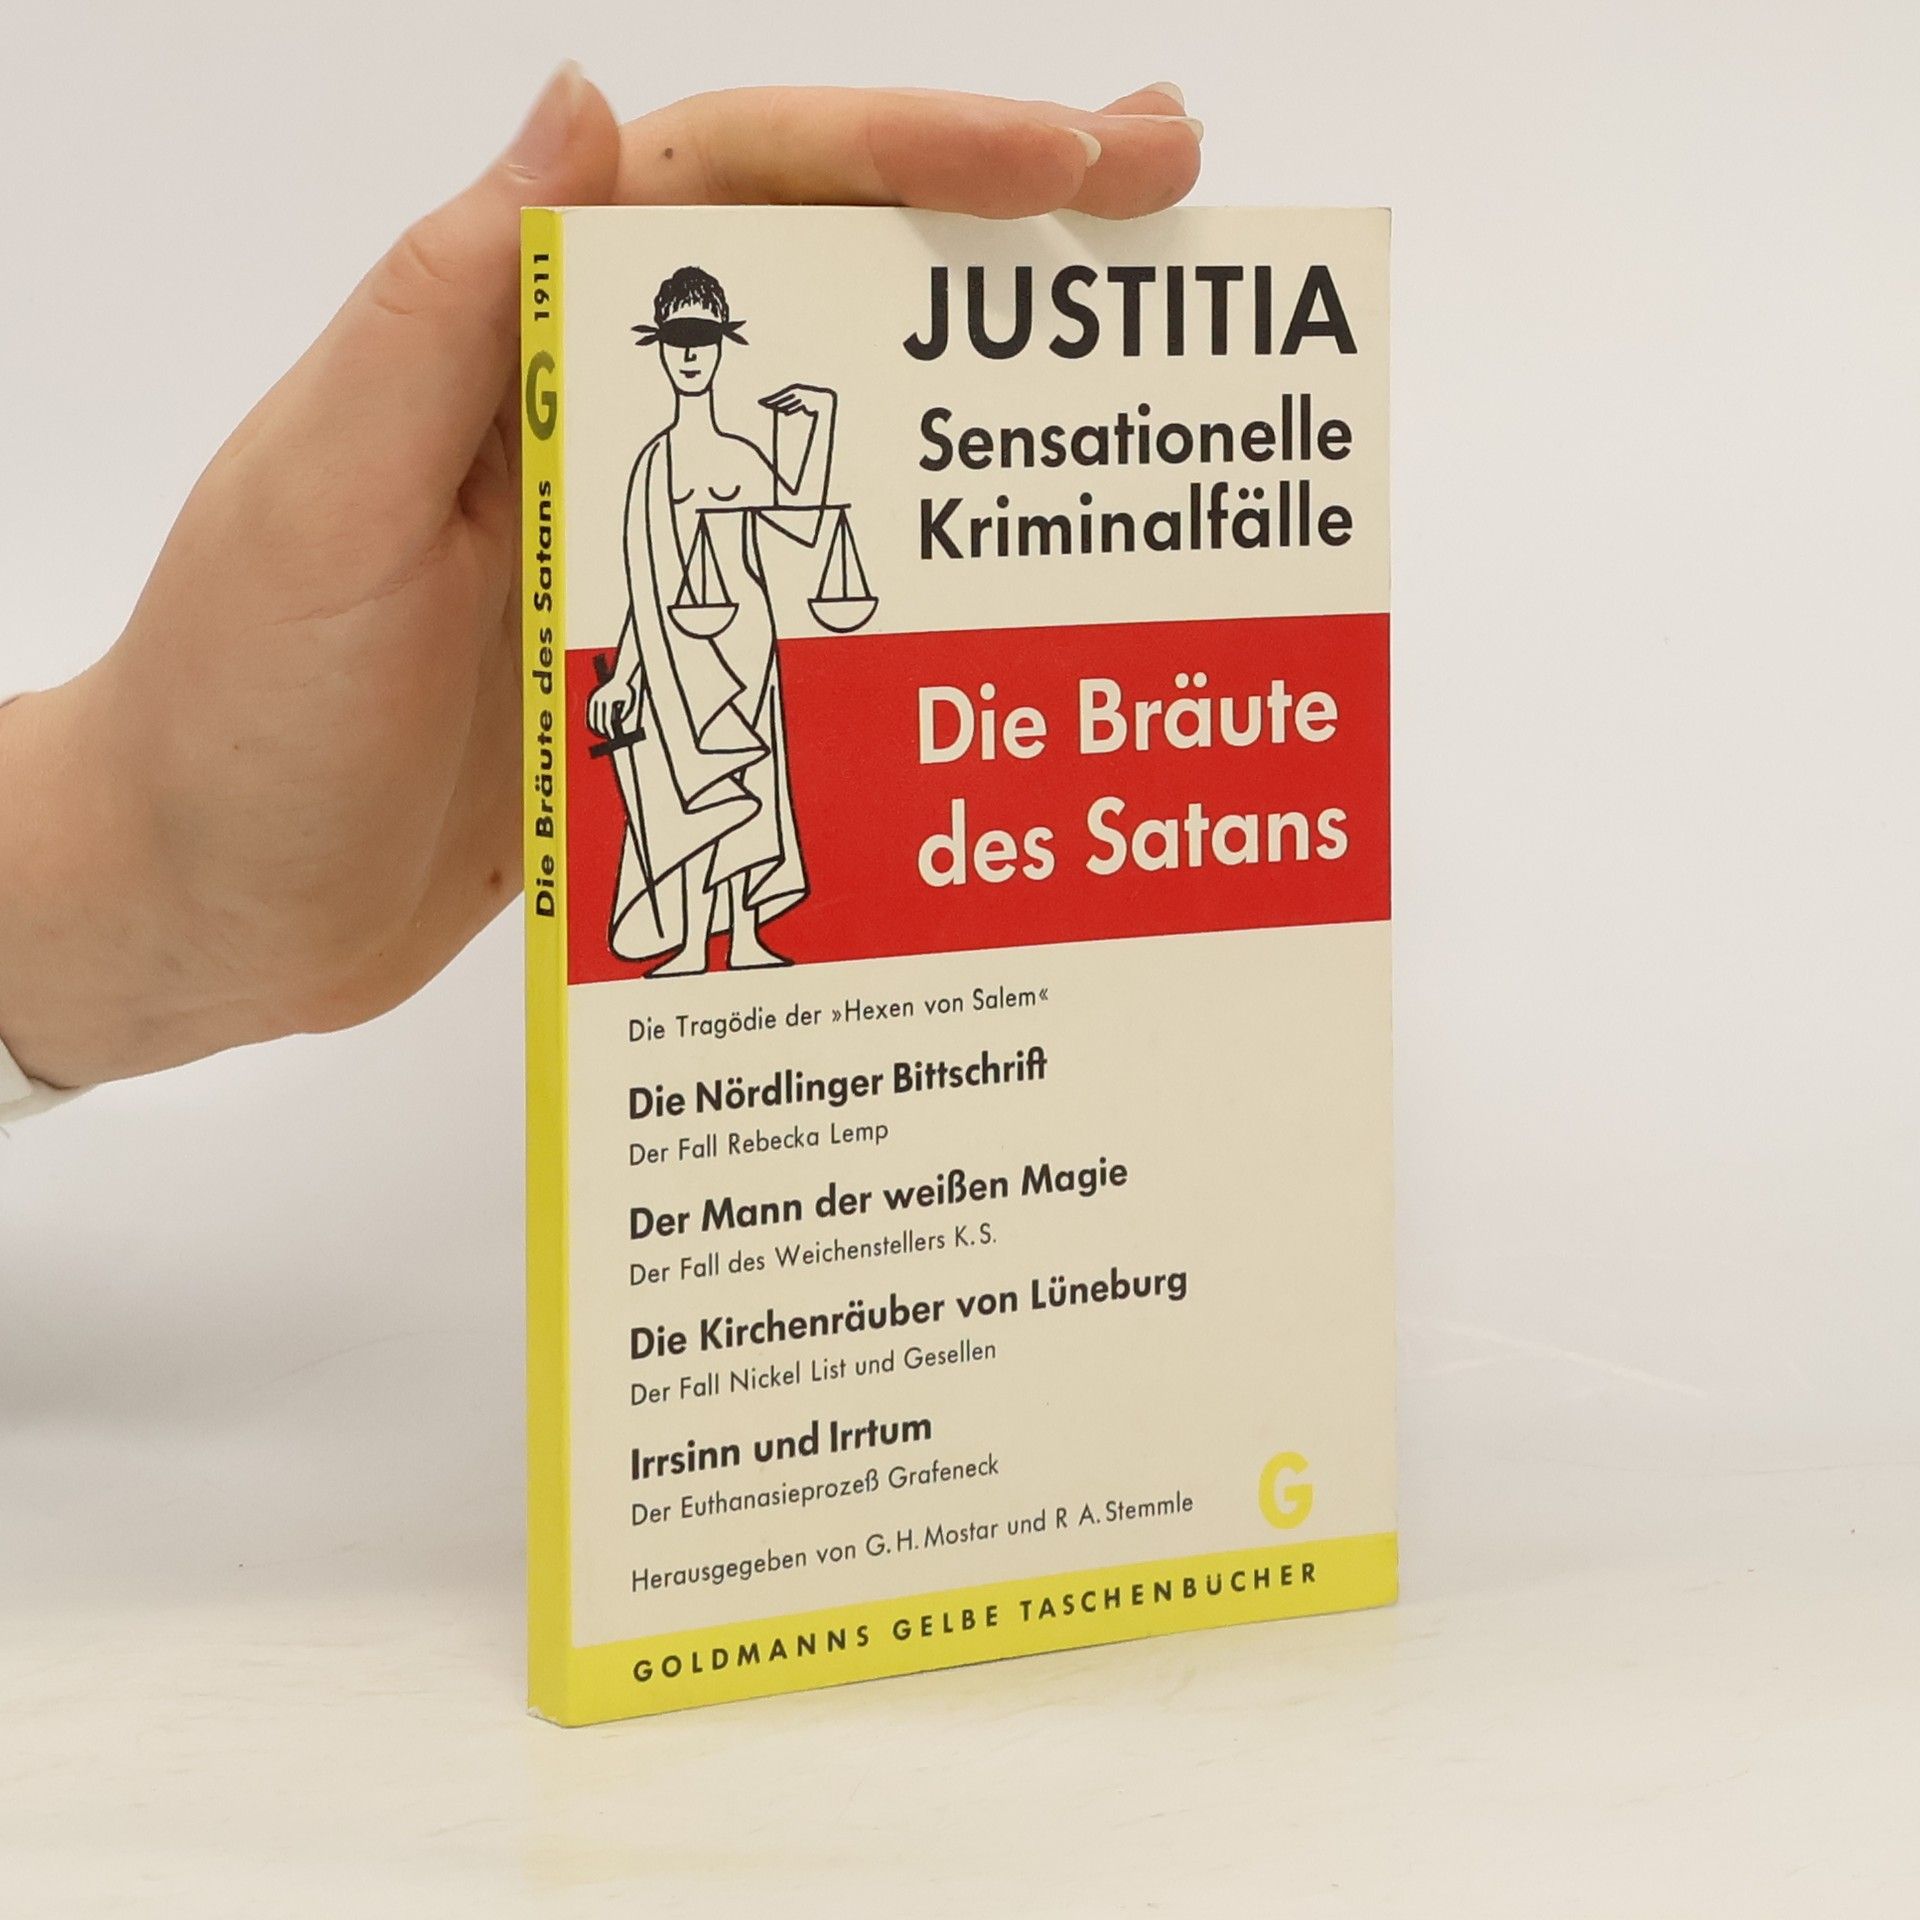 1911
G
Die Bräute des Satans
JUSTITIA
Sensationelle
Kriminalfälle
Die Bräute
des Satans
Die Tragödie der »Hexen von Salem«
Die Nördlinger Bittschrift
Der Fall Rebecka Lemp
Der Mann der weißen Magie
Der Fall des Weichenstellers K. S.
Die Kirchenräuber von Lüneburg
Der Fall Nickel List und Gesellen
Irrsinn und Irrtum
Der Euthanasieprozeß Grafeneck
Herausgegeben von G. H. Mostar und R A. Stemmle
G
GOLDMANNS GELBE TASCHENBÜCHER